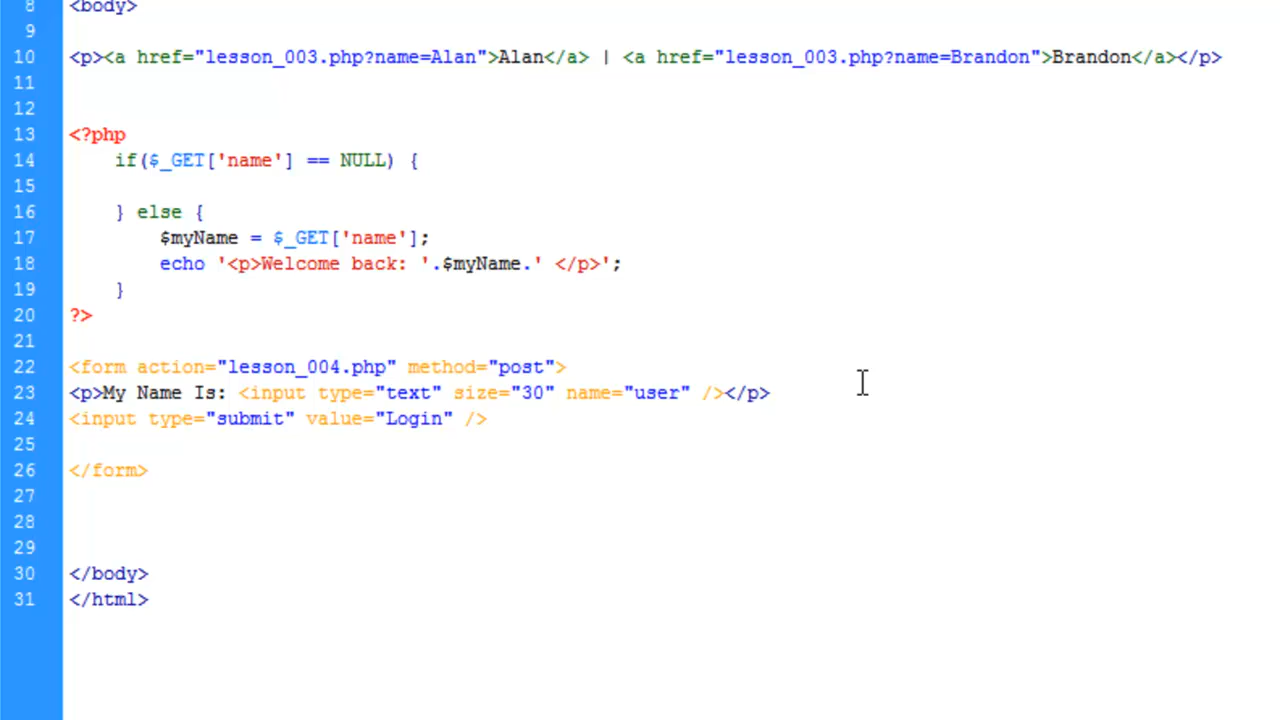 8 <body>
9
10 <p><a href="lesson_003.php?name=Alan">Alan</a> | <a href="lesson_003.php?name=Brandon">Brandon</a></p>
11
12
13 <?php
14 if($_GET['name'] == NULL) {
15
16 } else {
17 $myName = $_GET['name'];
18 echo '<p>Welcome back: '.$myName.' </p>';
19 }
20 ?>
21
22 <form action="lesson_004.php" method="post">
23 <p>My Name Is: <input type="text" size="30" name="user" /></p>
24 <input type="submit" value="Login" />
25
26 </form>
27
28
29
30 </body>
31 </html>